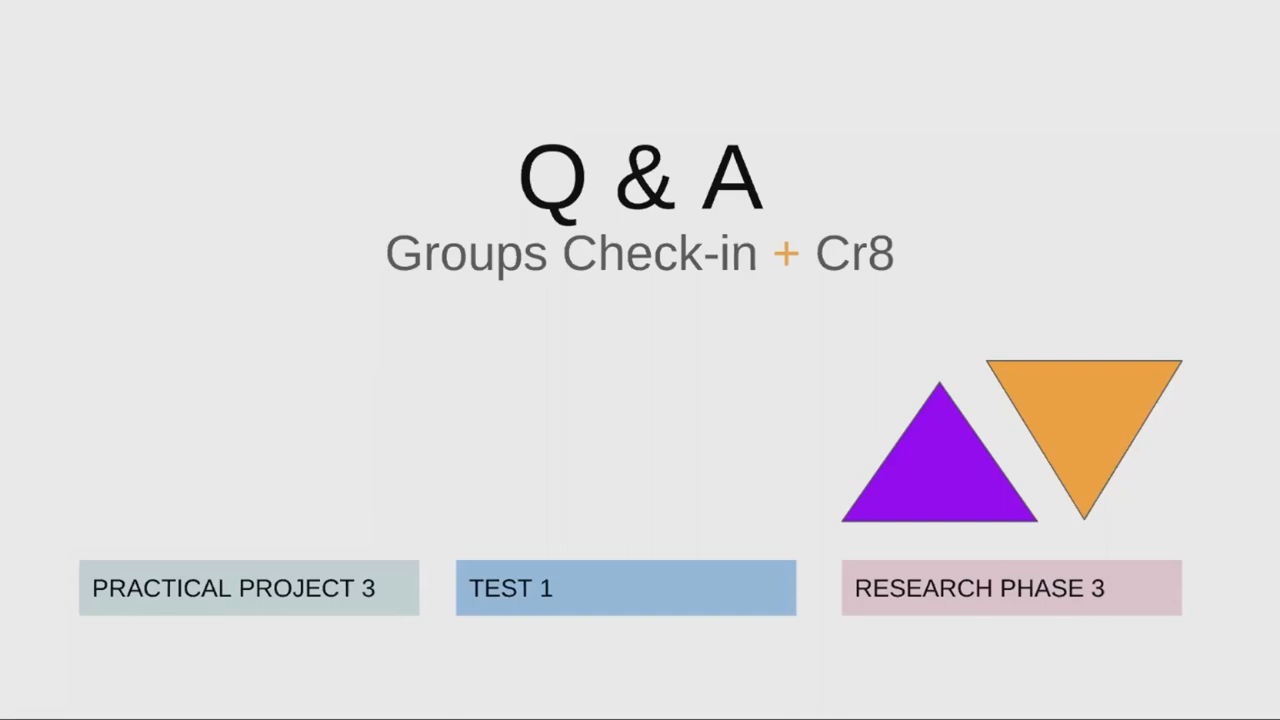 Q & A
Groups Check-in + Cr8
PRACTICAL PROJECT 3
TEST 1
RESEARCH PHASE 3